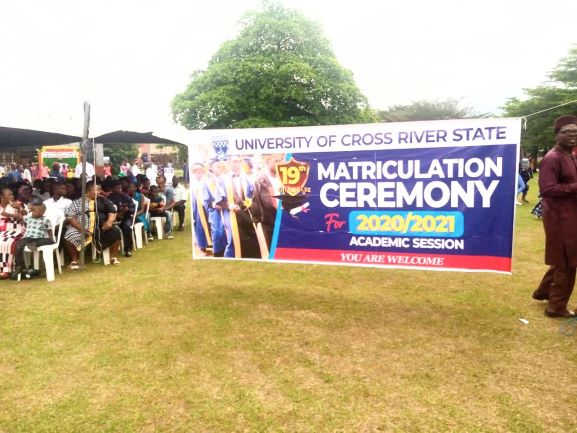 UNIVERSITY OF CROSS RIVER STATE
19TH
MATRICULATION
CEREMONY
For 2020/2021
ACADEMIC SESSION
YOU ARE WELCOME